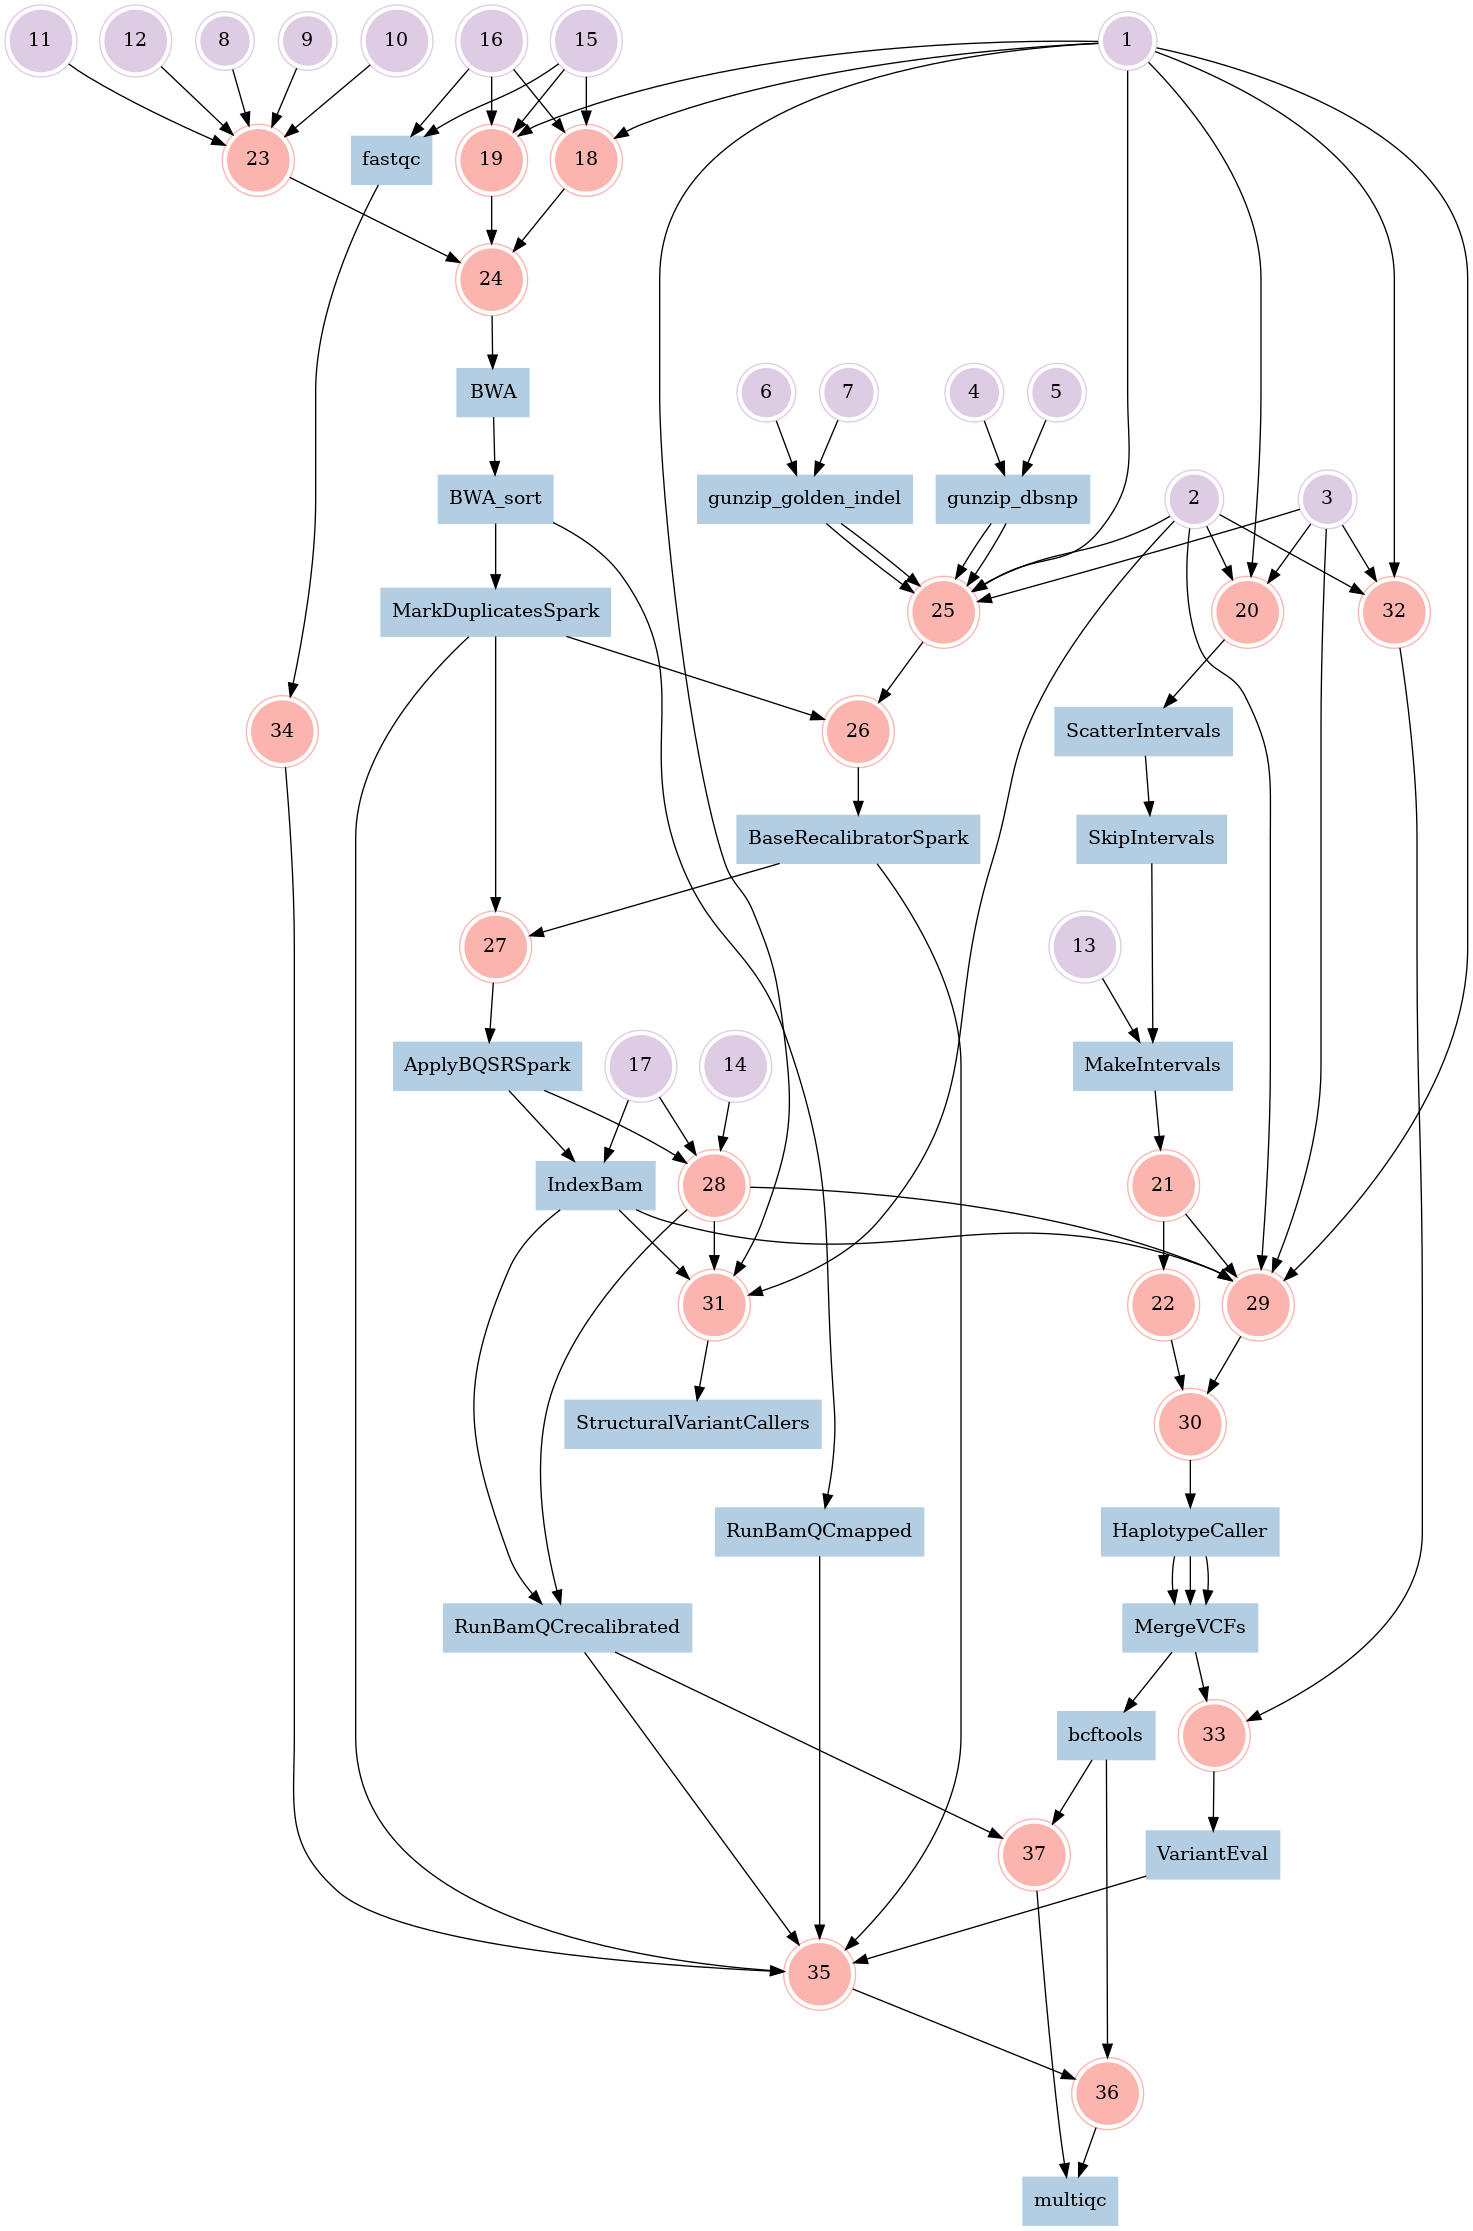 11
12
8
9
10
16
15
1
23
fastqc
19
18
24
BWA
6
7
4
5
BWA_sort
gunzip_golden_indel
gunzip_dbsnp
2
3
MarkDuplicatesSpark
25
20
32
34
26
ScatterIntervals
BaseRecalibratorSpark
SkipIntervals
27
13
ApplyBQSRSpark
17
14
MakeIntervals
IndexBam
28
21
31
22
29
StructuralVariantCallers
30
RunBamQCmapped
HaplotypeCaller
RunBamQCrecalibrated
MergeVCFs
bcftools
33
37
VariantEval
35
36
multiqc